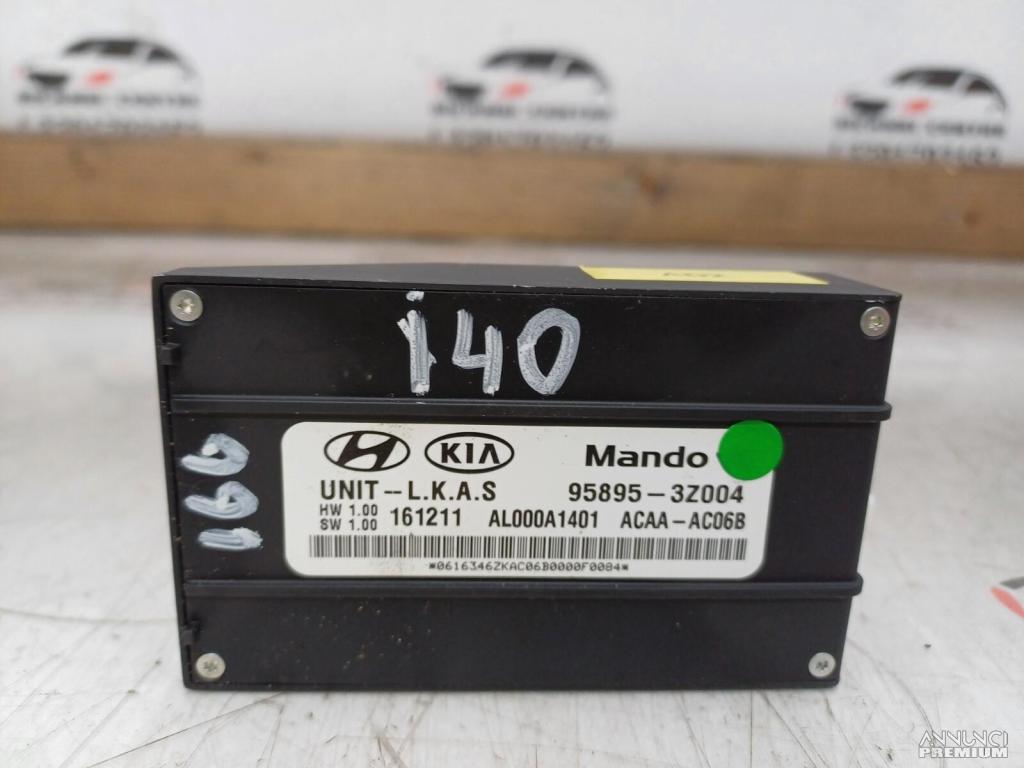 i40
KIA Mando
UNIT--L.K.A.S 95895-3Z004
HW 1.00
SW 1.00 161211 AL000A1401 ACAA-AC06B
*0616346ZKAC06B0000F0084*
ANNUNCI
PREMIUM